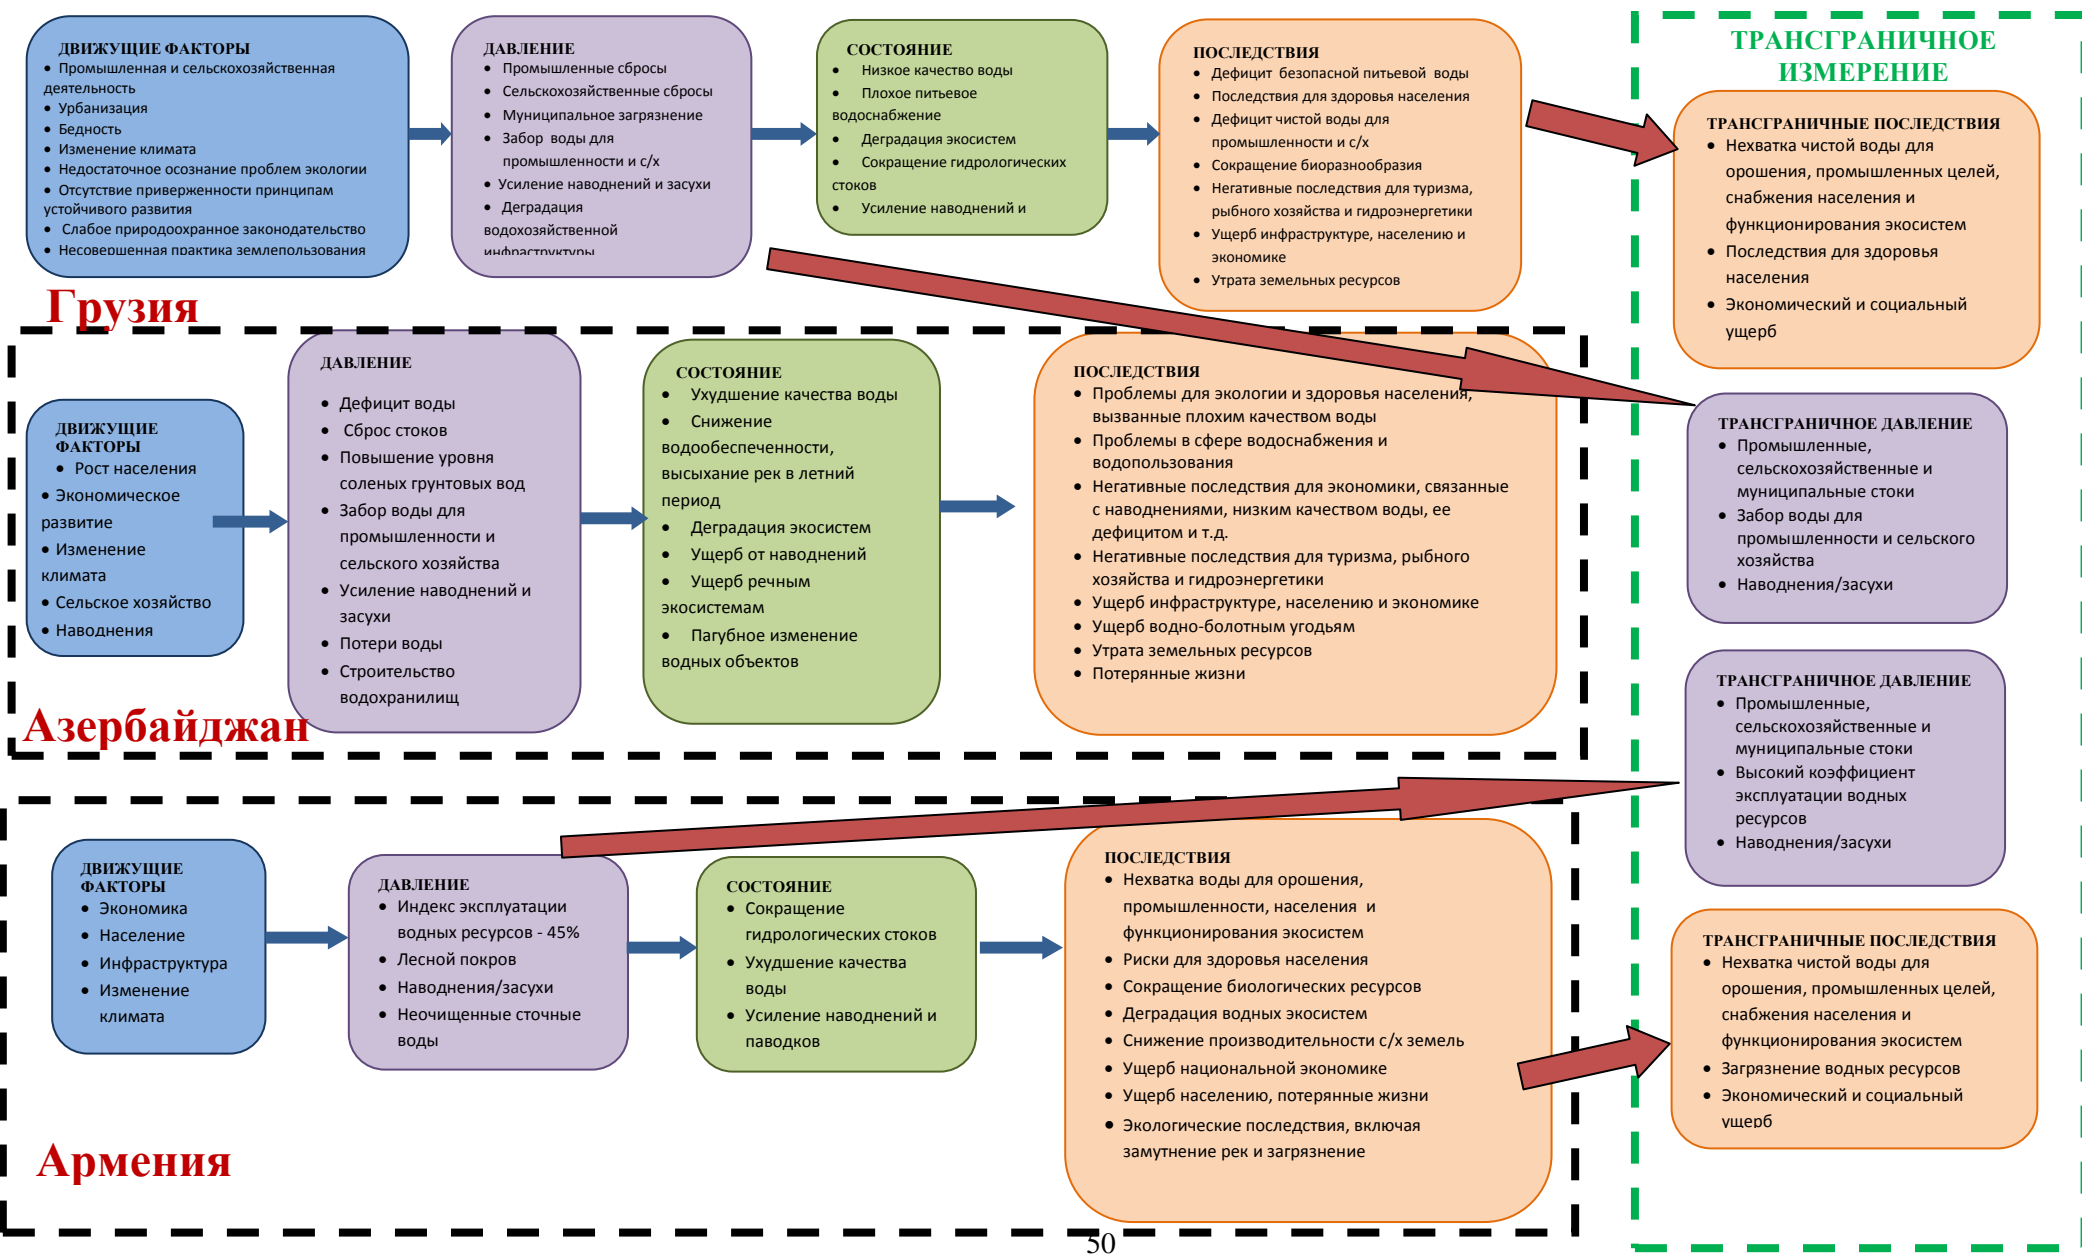 ДВИЖУЩИЕ ФАКТОРЫ
• Промышленная и сельскохозяйственная
деятельность
• Урбанизация
• Бедность
• Изменение климата
• Недостаточное осознание проблем экологии
• Отсутствие приверженности принципам
устойчивого развития
• Слабое природоохранное законодательство
• Несовершенная практика землепользования
ДАВЛЕНИЕ
• Промышленные сбросы
• Сельскохозяйственные сбросы
• Муниципальное загрязнение
• Забор воды для
промышленности и с/х
• Усиление наводнений и засухи
• Деградация
водохозяйственной
инфраструктуры
СОСТОЯНИЕ
• Низкое качество воды
• Плохое питьевое
водоснабжение
• Деградация экосистем
• Сокращение гидрологических
стоков
• Усиление наводнений и
ПОСЛЕДСТВИЯ
• Дефицит безопасной питьевой воды
• Последствия для здоровья населения
• Дефицит чистой воды для
промышленности и с/х
• Сокращение биоразнообразия
• Негативные последствия для туризма,
рыбного хозяйства и гидроэнергетики
• Ущерб инфраструктуре, населению и
экономике
• Утрата земельных ресурсов
ТРАНСГРАНИЧНОЕ
ИЗМЕРЕНИЕ
ТРАНСГРАНИЧНЫЕ ПОСЛЕДСТВИЯ
• Нехватка чистой воды для
орошения, промышленных целей,
снабжения населения и
функционирования экосистем
• Последствия для здоровья
населения
• Экономический и социальный
ущерб
Грузия
ДВИЖУЩИЕ
ФАКТОРЫ
• Рост населения
• Экономическое
развитие
• Изменение
климата
• Сельское хозяйство
• Наводнения
ДАВЛЕНИЕ
• Дефицит воды
• Сброс стоков
• Повышение уровня
соленых грунтовых вод
• Забор воды для
промышленности и
сельского хозяйства
• Усиление наводнений и
засухи
• Потери воды
• Строительство
водохранилищ
СОСТОЯНИЕ
• Ухудшение качества воды
• Снижение
водообеспеченности,
высыхание рек в летний
период
• Деградация экосистем
• Ущерб от наводнений
• Ущерб речным
экосистемам
• Пагубное изменение
водных объектов
ПОСЛЕДСТВИЯ
• Проблемы для экологии и здоровья населения,
вызванные плохим качеством воды
• Проблемы в сфере водоснабжения и
водопользования
• Негативные последствия для экономики, связанные
с наводнениями, низким качеством воды, ее
дефицитом и т.д.
• Негативные последствия для туризма, рыбного
хозяйства и гидроэнергетики
• Ущерб инфраструктуре, населению и экономике
• Ущерб водно-болотным угодьям
• Утрата земельных ресурсов
• Потерянные жизни
ТРАНСГРАНИЧНОЕ ДАВЛЕНИЕ
• Промышленные,
сельскохозяйственные и
муниципальные стоки
• Забор воды для
промышленности и сельского
хозяйства
• Наводнения/засухи
Азербайджан
ТРАНСГРАНИЧНОЕ ДАВЛЕНИЕ
• Промышленные,
сельскохозяйственные и
муниципальные стоки
• Высокий коэффициент
эксплуатации водных
ресурсов
• Наводнения/засухи
ДВИЖУЩИЕ
ФАКТОРЫ
• Экономика
• Население
• Инфраструктура
• Изменение
климата
ДАВЛЕНИЕ
• Индекс эксплуатации
водных ресурсов - 45%
• Лесной покров
• Наводнения/засухи
• Неочищенные сточные
воды
СОСТОЯНИЕ
• Сокращение
гидрологических стоков
• Ухудшение качества
воды
• Усиление наводнений и
паводков
ПОСЛЕДСТВИЯ
• Нехватка воды для орошения,
промышленности, населения и
функционирования экосистем
• Риски для здоровья населения
• Сокращение биологических ресурсов
• Деградация водных экосистем
• Снижение производительности с/х земель
• Ущерб национальной экономике
• Ущерб населению, потерянные жизни
• Экологические последствия, включая
замутнение рек и загрязнение
ТРАНСГРАНИЧНЫЕ ПОСЛЕДСТВИЯ
• Нехватка чистой воды для
орошения, промышленных целей,
снабжения населения и
функционирования экосистем
• Загрязнение водных ресурсов
• Экономический и социальный
ущерб
Армения
50